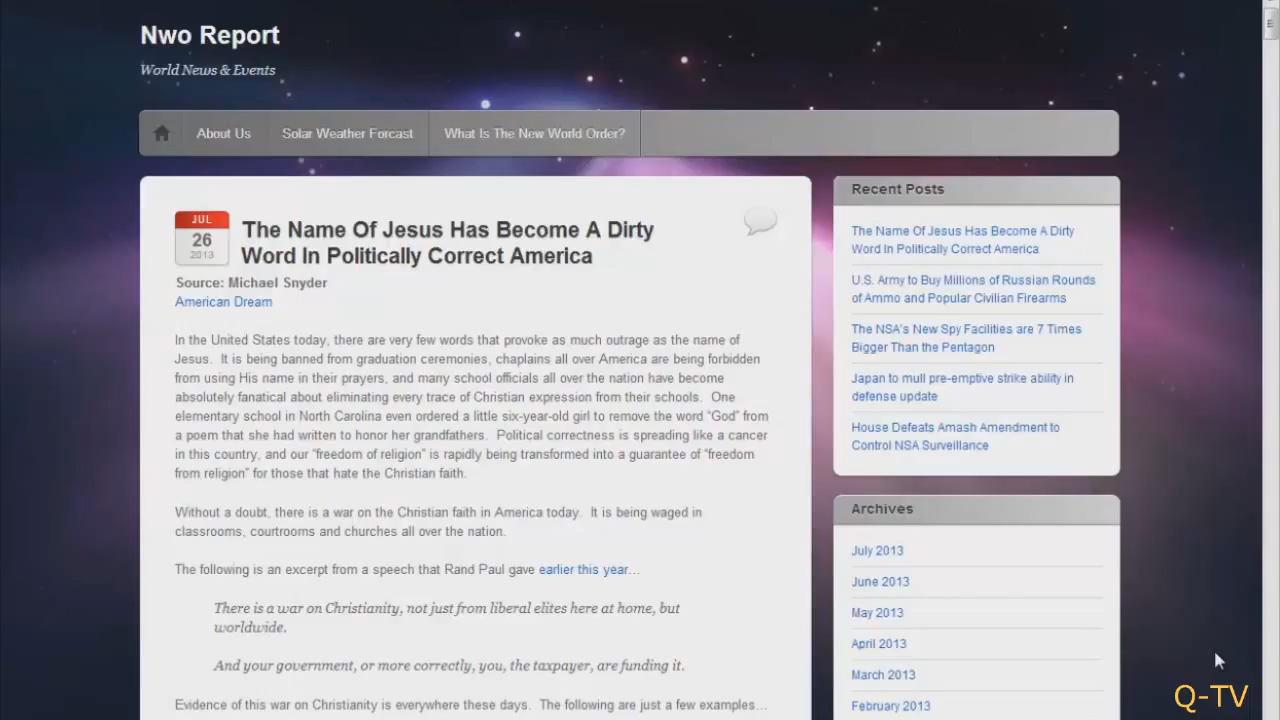 Nwo Report
World News & Events
About Us
Solar Weather Forcast
What Is The New World Order?
JUL
26
2013
The Name Of Jesus Has Become A Dirty
Word In Politically Correct America
Source: Michael Snyder
American Dream
In the United States today, there are very few words that provoke as much outrage as the name of
Jesus.  It is being banned from graduation ceremonies, chaplains all over America are being forbidden
from using His name in their prayers, and many school officials all over the nation have become
absolutely fanatical about eliminating every trace of Christian expression from their schools.  One
elementary school in North Carolina even ordered a little six-year-old girl to remove the word “God” from
a poem that she had written to honor her grandfathers.  Political correctness is spreading like a cancer
in this country, and our “freedom of religion” is rapidly being transformed into a guarantee of “freedom
from religion” for those that hate the Christian faith.
Without a doubt, there is a war on the Christian faith in America today.  It is being waged in
classrooms, courtrooms and churches all over the nation.
The following is an excerpt from a speech that Rand Paul gave earlier this year…
There is a war on Christianity, not just from liberal elites here at home, but
worldwide.
And your government, or more correctly, you, the taxpayer, are funding it.
Evidence of this war on Christianity is everywhere these days.  The following are just a few examples…
Recent Posts
The Name Of Jesus Has Become A Dirty
Word In Politically Correct America
U.S. Army to Buy Millions of Russian Rounds
of Ammo and Popular Civilian Firearms
The NSA's New Spy Facilities are 7 Times
Bigger Than the Pentagon
Japan to mull pre-emptive strike ability in
defense update
House Defeats Amash Amendment to
Control NSA Surveillance
Archives
July 2013
June 2013
May 2013
April 2013
March 2013
February 2013
Q-TV